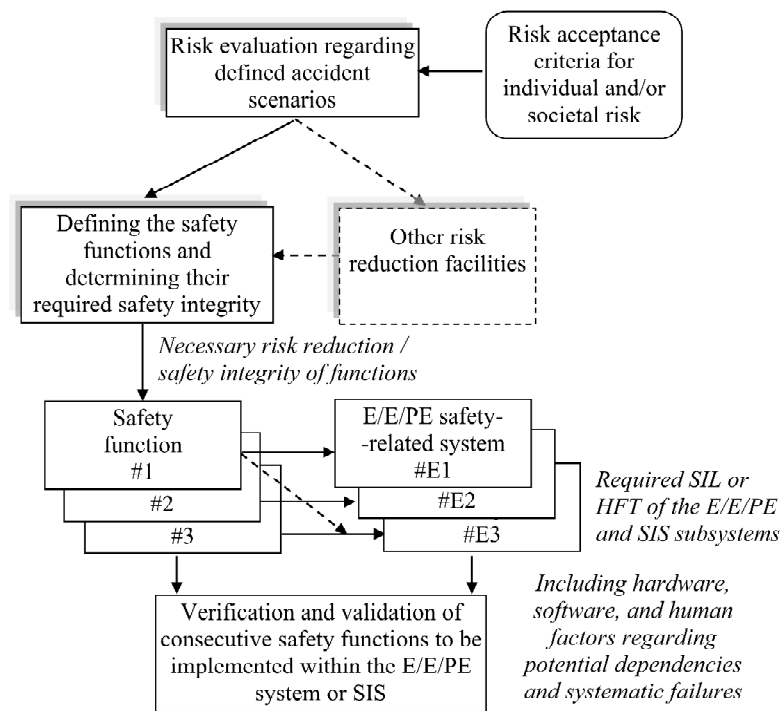 Risk evaluation regarding
defined accident
scenarios
Risk acceptance
criteria for
individual and/or
societal risk
Defining the safety
functions and
determining their
required safety integrity
Other risk
reduction facilities
Necessary risk reduction /
safety integrity of functions
Safety
function
#1
#2
#3
E/E/PE safety-
-related system
#E1
#E2
#E3
Required SIL or
HFT of the E/E/PE
and SIS subsystems
Verification and validation of
consecutive safety functions to be
implemented within the E/E/PE
system or SIS
Including hardware,
software, and human
factors regarding
potential dependencies
and systematic failures